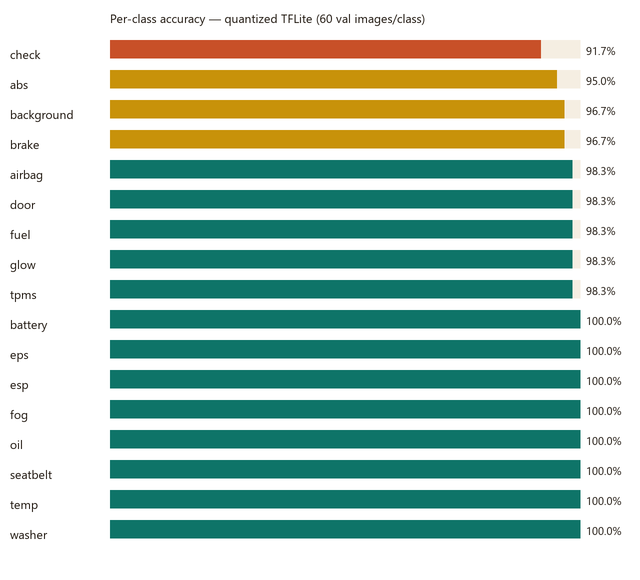 Per-class accuracy — quantized TFLite (60 val images/class)
check 91.7%
abs 95.0%
background 96.7%
brake 96.7%
airbag 98.3%
door 98.3%
fuel 98.3%
glow 98.3%
tpms 98.3%
battery 100.0%
eps 100.0%
esp 100.0%
fog 100.0%
oil 100.0%
seatbelt 100.0%
temp 100.0%
washer 100.0%